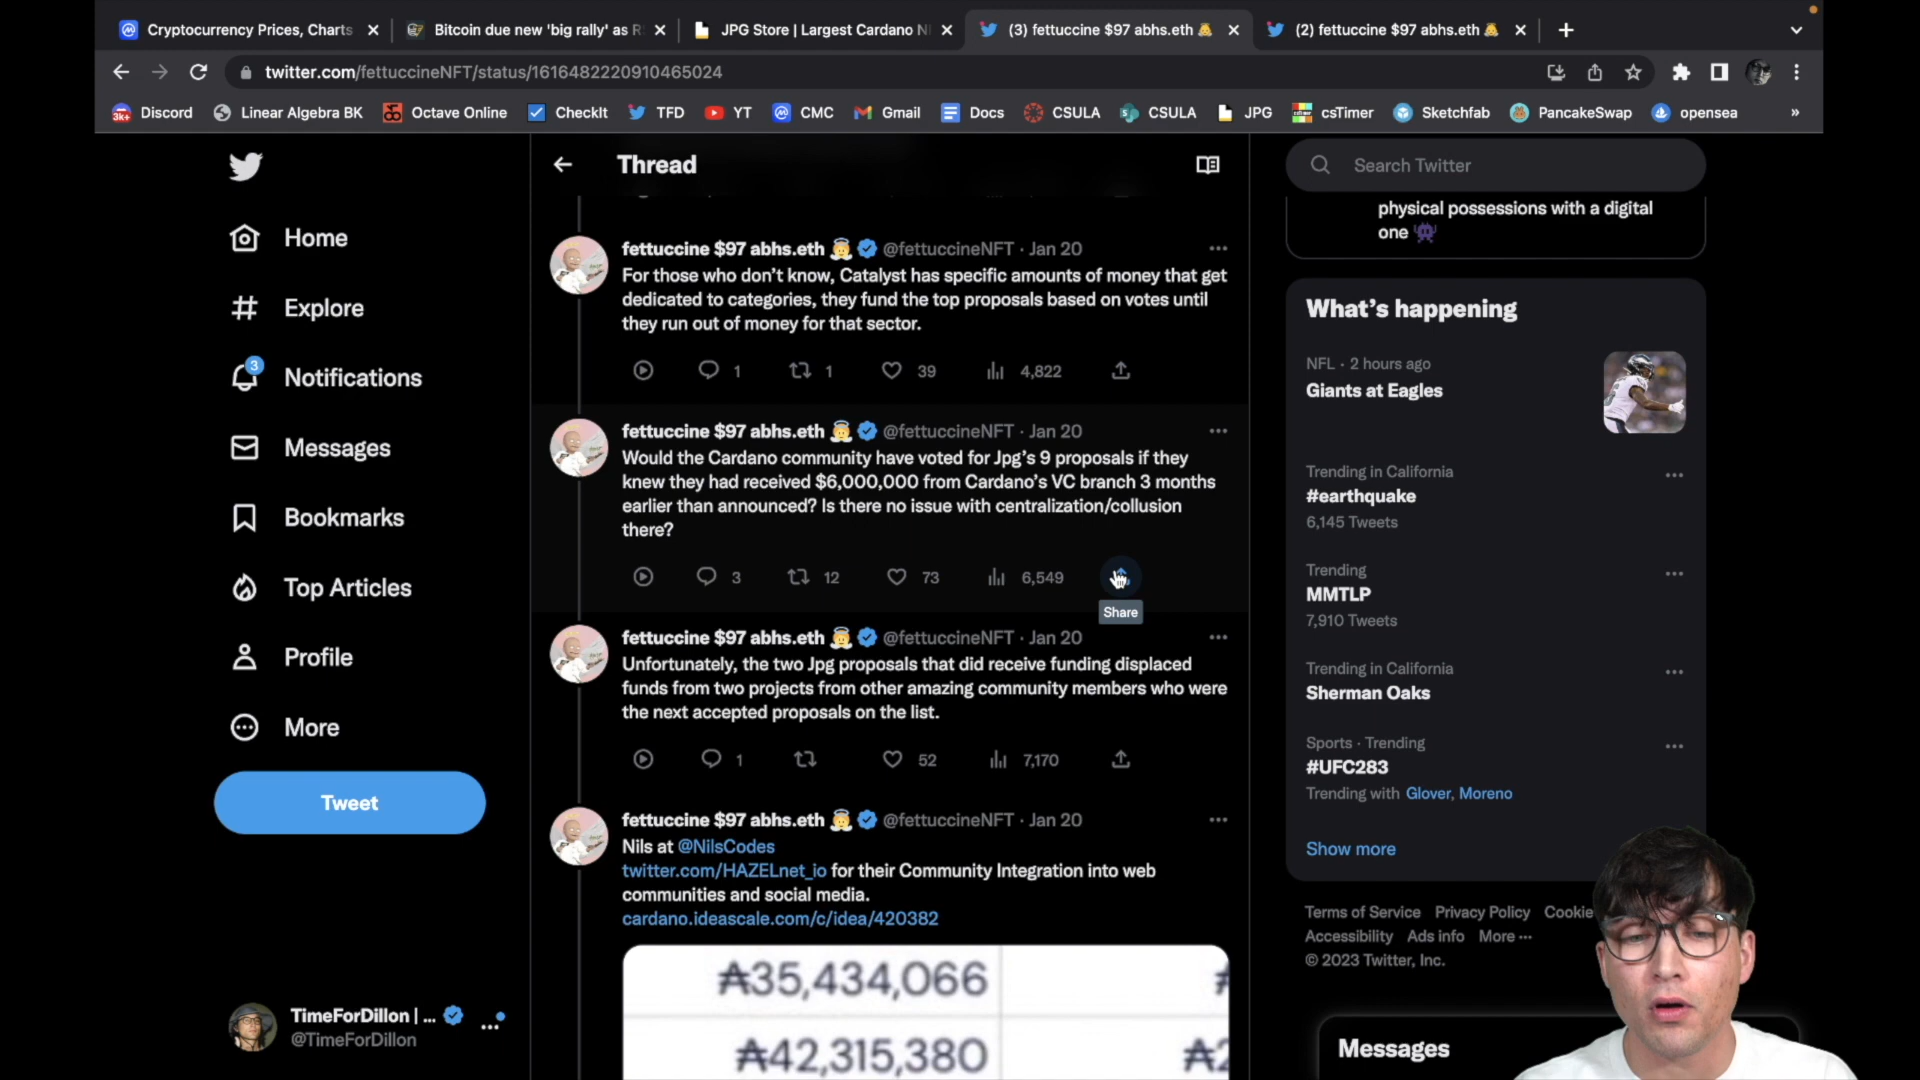 Cryptocurrency Prices, Charts
Bitcoin due new 'big rally' as R
JPG Store | Largest Cardano N
(3) fettuccine $97 abhs.eth
(2) fettuccine $97 abhs.eth
twitter.com/fettuccineNFT/status/1616482220910465024
3k+ Discord
Linear Algebra BK
Octave Online
CheckIt
TFD
YT
CMC
Gmail
Docs
CSULA
CSULA
JPG
csTimer
Sketchfab
PancakeSwap
opensea
»
Home
Explore
3
Notifications
Messages
Bookmarks
Top Articles
Profile
More
Tweet
TimeForDillon | ...
@TimeForDillon
Thread
fettuccine $97 abhs.eth @fettuccineNFT · Jan 20
For those who don’t know, Catalyst has specific amounts of money that get
dedicated to categories, they fund the top proposals based on votes until
they run out of money for that sector.
1 1 39 4,822
fettuccine $97 abhs.eth @fettuccineNFT · Jan 20
Would the Cardano community have voted for Jpg’s 9 proposals if they
knew they had received $6,000,000 from Cardano’s VC branch 3 months
earlier than announced? Is there no issue with centralization/collusion
there?
3 12 73 6,549
Share
fettuccine $97 abhs.eth @fettuccineNFT · Jan 20
Unfortunately, the two Jpg proposals that did receive funding displaced
funds from two projects from other amazing community members who were
the next accepted proposals on the list.
1 52 7,170
fettuccine $97 abhs.eth @fettuccineNFT · Jan 20
Nils at @NilsCodes
twitter.com/HAZELnet_io for their Community Integration into web
communities and social media.
cardano.ideascale.com/c/idea/420382
₳35,434,066
₳42,315,380 ₳2
Search Twitter
physical possessions with a digital
one
What’s happening
NFL · 2 hours ago
Giants at Eagles
Trending in California
#earthquake
6,145 Tweets
Trending
MMTLP
7,910 Tweets
Trending in California
Sherman Oaks
Sports · Trending
#UFC283
Trending with Glover, Moreno
Show more
Terms of Service Privacy Policy Cookie
Accessibility Ads info More ···
© 2023 Twitter, Inc.
Messages